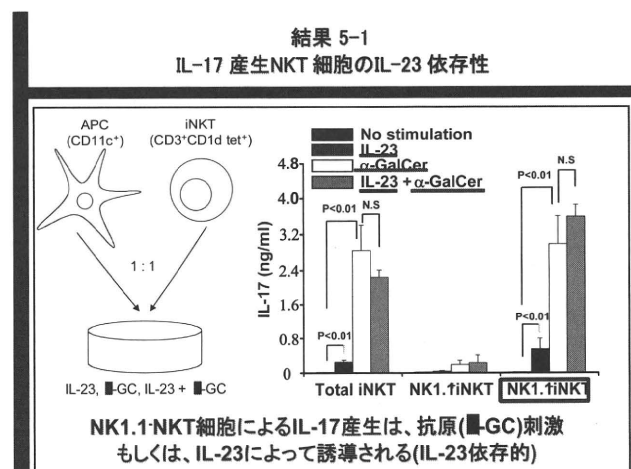 結果 5-1
IL-17 産生NKT 細胞のIL-23 依存性
APC
(CD11c⁺)
iNKT
(CD3⁺CD1d tet⁺)
1 : 1
IL-23, █-GC, IL-23 + █-GC
No stimulation
IL-23
α-GalCer
IL-23 + α-GalCer
IL-17 (ng/ml)
4.8
4.0
3.2
2.4
1.6
0.8
0
P<0.01
N.S
P<0.01
P<0.01
N.S
P<0.01
Total iNKT
NK1.↑iNKT
NK1.↑iNKT
NK1.1⁻NKT細胞によるIL-17産生は、抗原(█-GC)刺激
もしくは、IL-23によって誘導される(IL-23依存的)